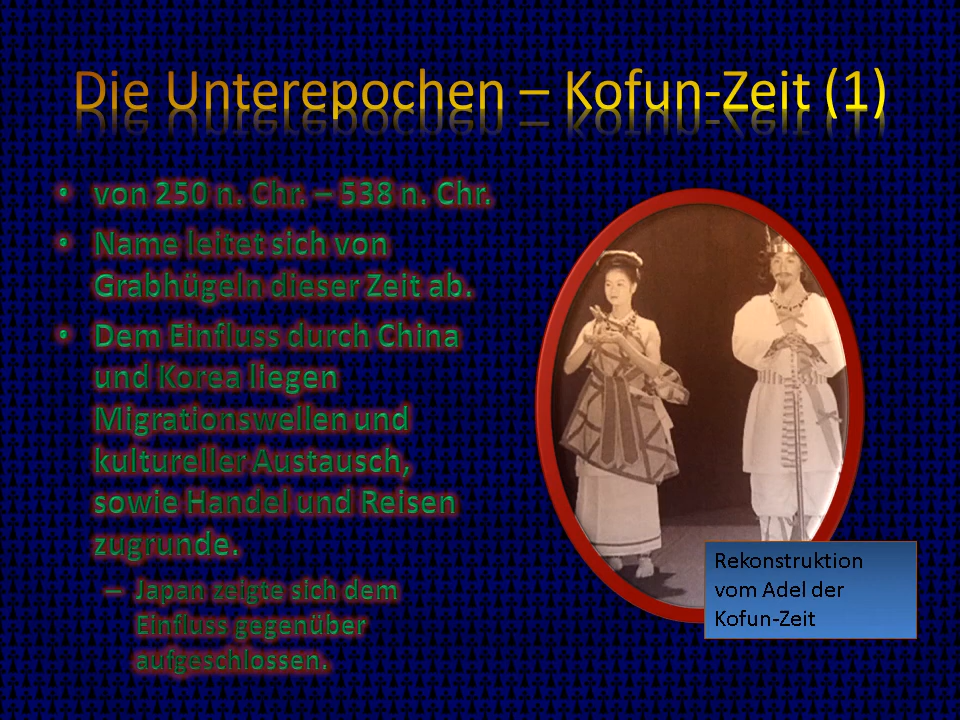 Die Unterepochen – Kofun-Zeit (1)
• von 250 n. Chr. – 538 n. Chr.
• Name leitet sich von
Grabhügeln dieser Zeit ab.
• Dem Einfluss durch China
und Korea liegen
Migrationswellen und
kultureller Austausch,
sowie Handel und Reisen
zugrunde.
– Japan zeigte sich dem
Einfluss gegenüber
aufgeschlossen.
Rekonstruktion
vom Adel der
Kofun-Zeit